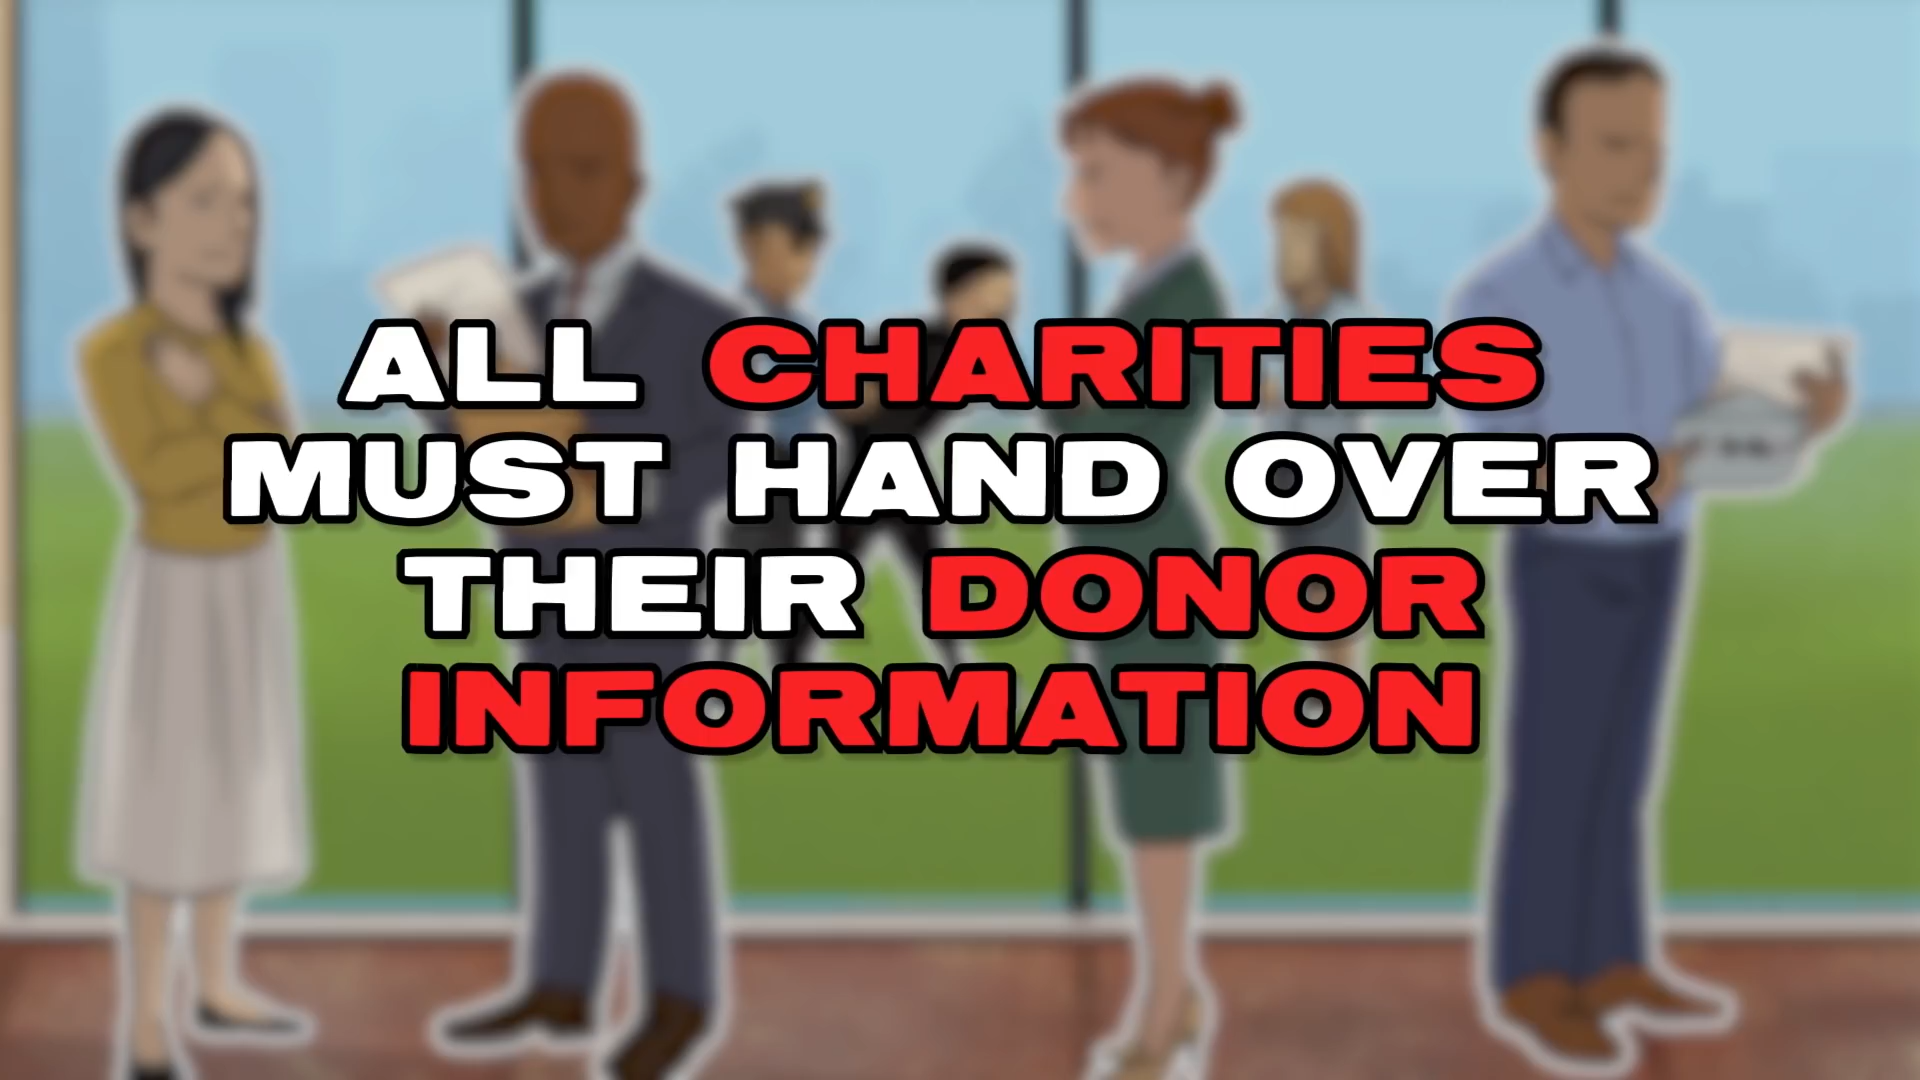 ALL CHARITIES
MUST HAND OVER
THEIR DONOR
INFORMATION